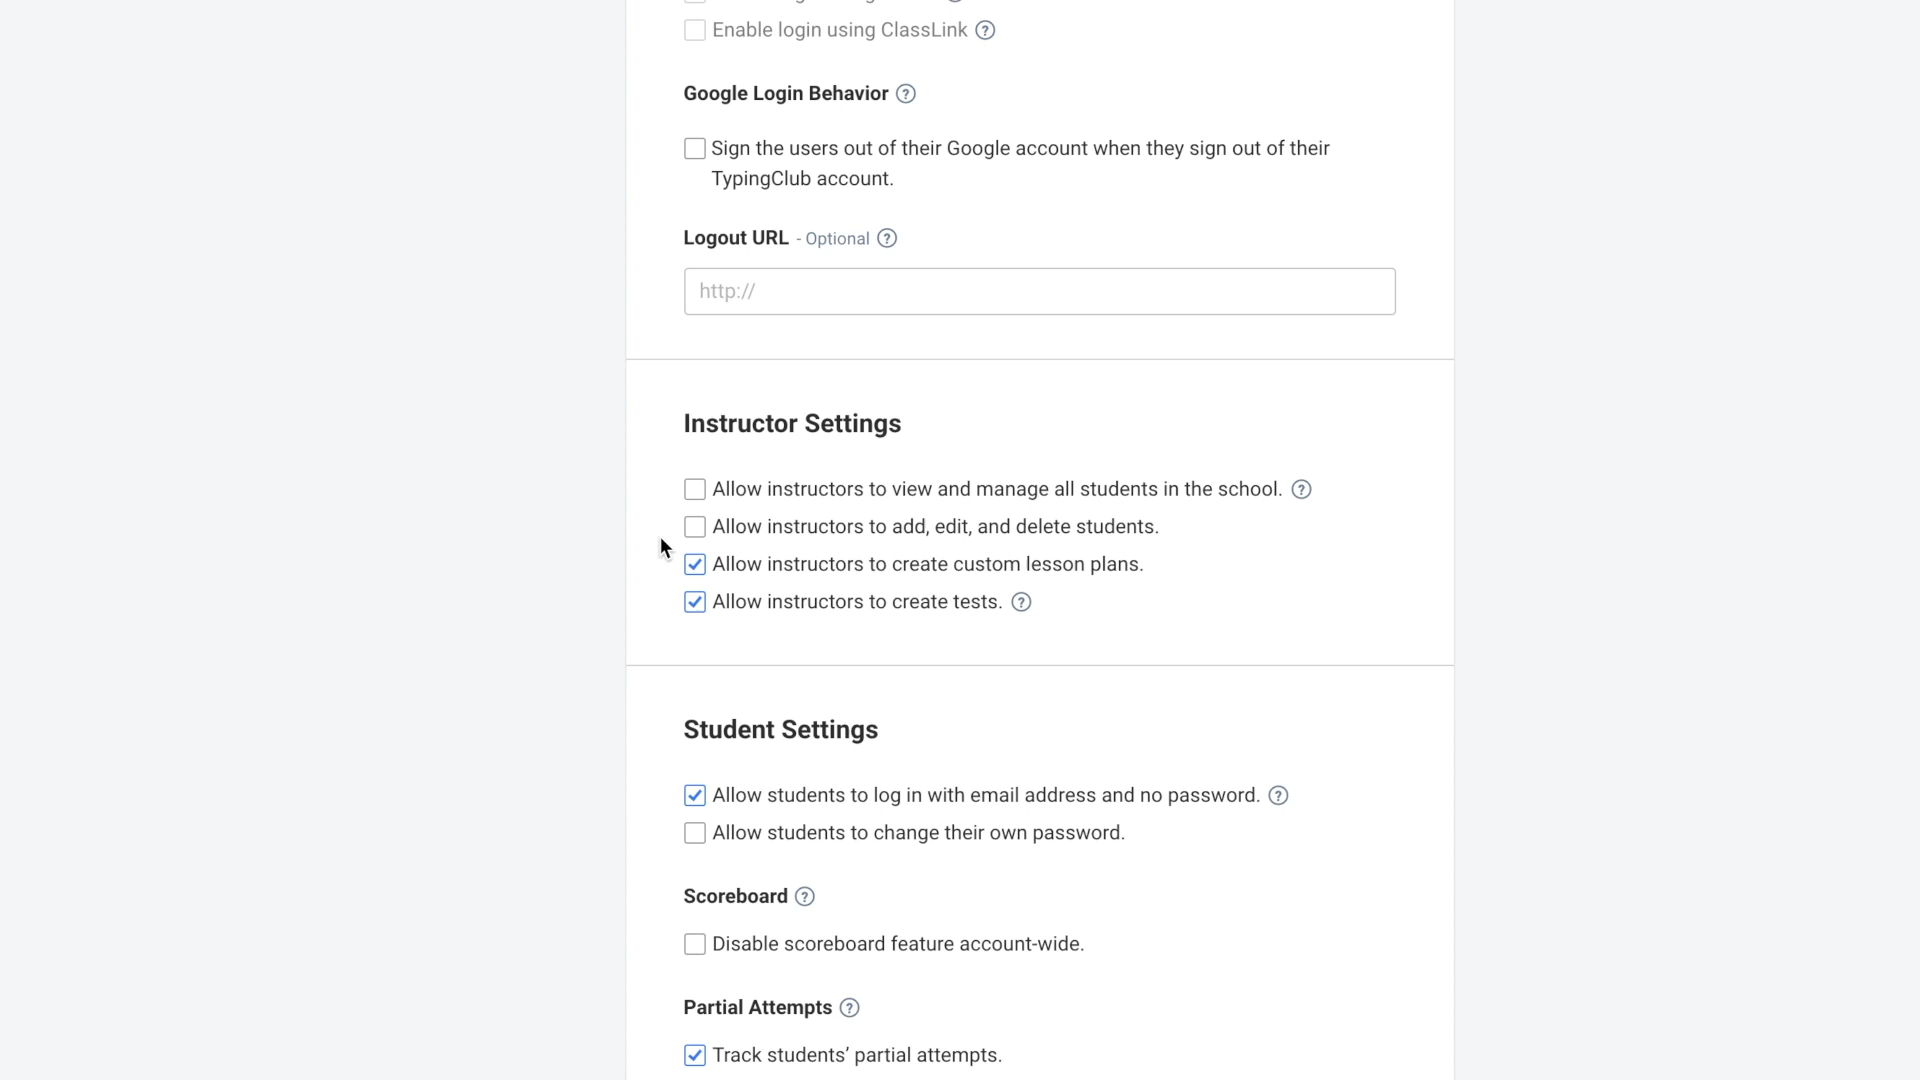 Enable login using ClassLink ?
Google Login Behavior ?
Sign the users out of their Google account when they sign out of their
TypingClub account.
Logout URL - Optional ?
http://
Instructor Settings
Allow instructors to view and manage all students in the school. ?
Allow instructors to add, edit, and delete students.
Allow instructors to create custom lesson plans.
Allow instructors to create tests. ?
Student Settings
Allow students to log in with email address and no password. ?
Allow students to change their own password.
Scoreboard ?
Disable scoreboard feature account-wide.
Partial Attempts ?
Track students’ partial attempts.